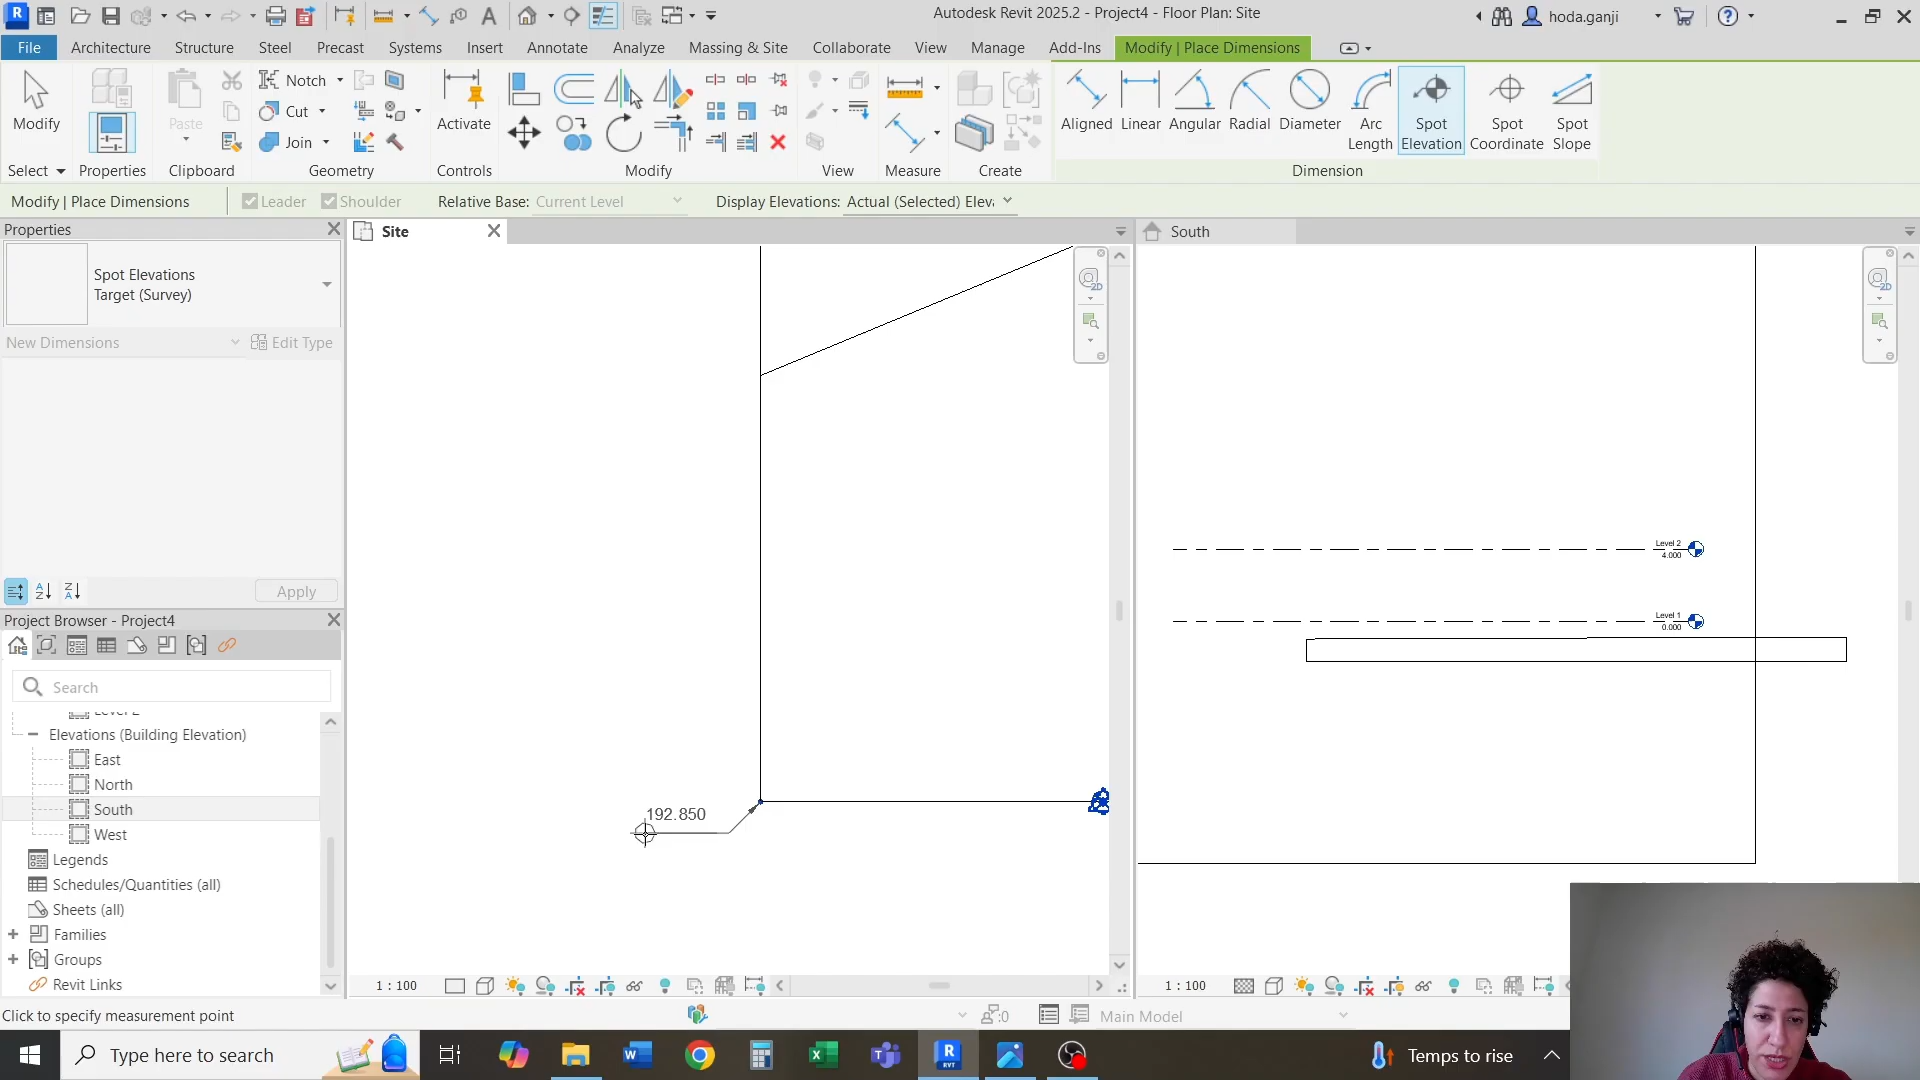 Autodesk Revit 2025.2 - Project4 - Floor Plan: Site
hoda.ganji
File
Architecture
Structure
Steel
Precast
Systems
Insert
Annotate
Analyze
Massing & Site
Collaborate
View
Manage
Add-Ins
Modify | Place Dimensions
Modify
Paste
Notch
Cut
Join
Activate
Aligned
Linear
Angular
Radial
Diameter
Arc Length
Spot Elevation
Spot Coordinate
Spot Slope
Select
Properties
Clipboard
Geometry
Controls
Modify
View
Measure
Create
Dimension
Modify | Place Dimensions
Leader
Shoulder
Relative Base: Current Level
Display Elevations: Actual (Selected) Elev
Properties
Spot Elevations
Target (Survey)
New Dimensions
Edit Type
Apply
Project Browser - Project4
Search
Level 2
Elevations (Building Elevation)
East
North
South
West
Legends
Schedules/Quantities (all)
Sheets (all)
Families
Groups
Revit Links
Site
2D
192.850
1 : 100
South
2D
Level 2
4.000
Level 1
0.000
1 : 100
Click to specify measurement point
:0
Main Model
Type here to search
Temps to rise